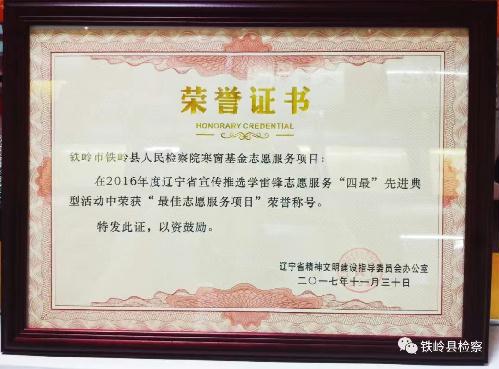 荣誉证书
HONORARY CREDENTIAL
铁岭市铁岭县人民检察院寒窗基金志愿服务项目：
在2016年度辽宁省宣传推选学雷锋志愿服务“四最”先进典
型活动中荣获“最佳志愿服务项目”荣誉称号。
特发此证，以资鼓励。
辽宁省精神文明建设指导委员会办公室
二〇一七年十一月三十日
铁岭县检察